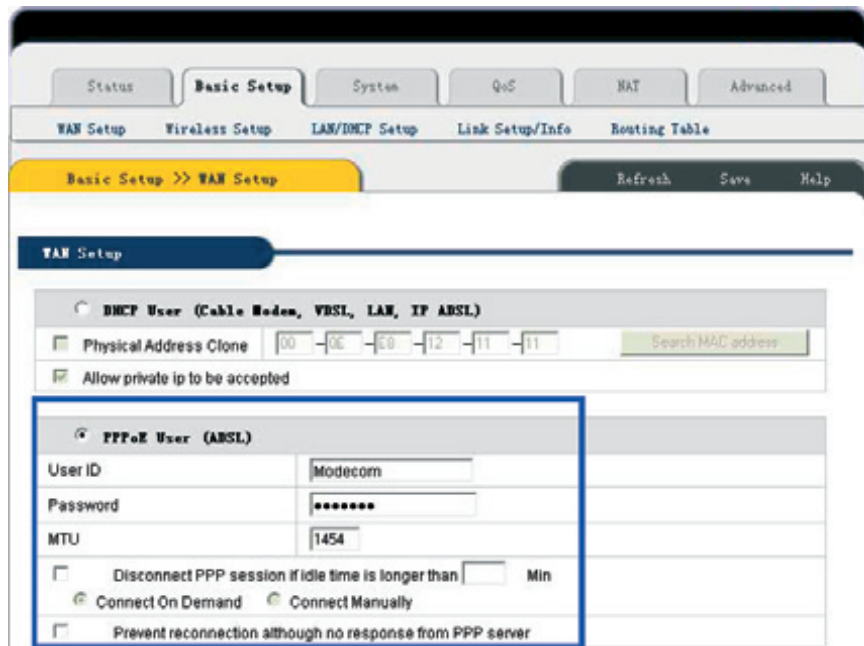 Status Basic Setup System QoS NAT Advanced
WAN Setup Wireless Setup LAN/DHCP Setup Link Setup/Info Routing Table
Basic Setup >> WAN Setup Refresh Save Help
WAN Setup
DHCP User (Cable Modem, VDSL, LAN, IP ADSL)
Physical Address Clone 00 -0E -E8 -12 -11 -11 Search MAC address
Allow private ip to be accepted
PPPoE User (ADSL)
User ID Modecom
Password •••••••
MTU 1454
Disconnect PPP session if idle time is longer than Min
Connect On Demand Connect Manually
Prevent reconnection although no response from PPP server